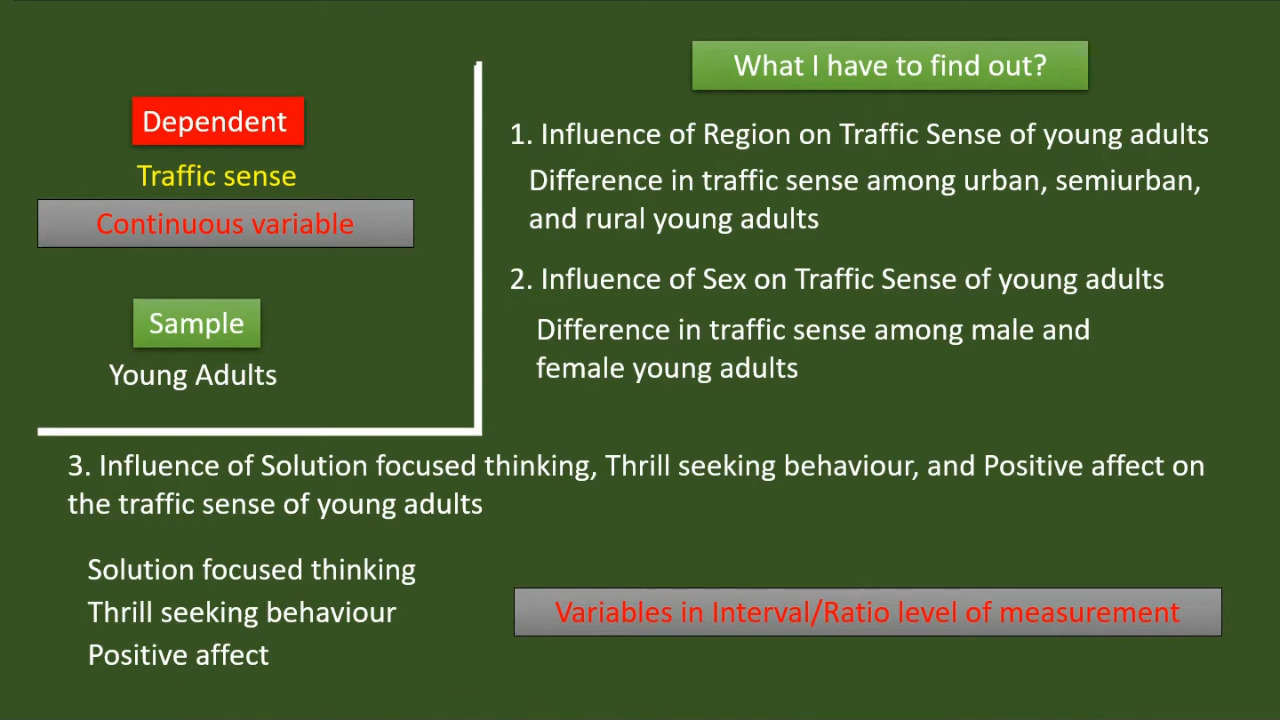 Dependent
Traffic sense
Continuous variable
Sample
Young Adults
What I have to find out?
1. Influence of Region on Traffic Sense of young adults
Difference in traffic sense among urban, semiurban,
and rural young adults
2. Influence of Sex on Traffic Sense of young adults
Difference in traffic sense among male and
female young adults
3. Influence of Solution focused thinking, Thrill seeking behaviour, and Positive affect on
the traffic sense of young adults
Solution focused thinking
Thrill seeking behaviour
Positive affect
Variables in Interval/Ratio level of measurement